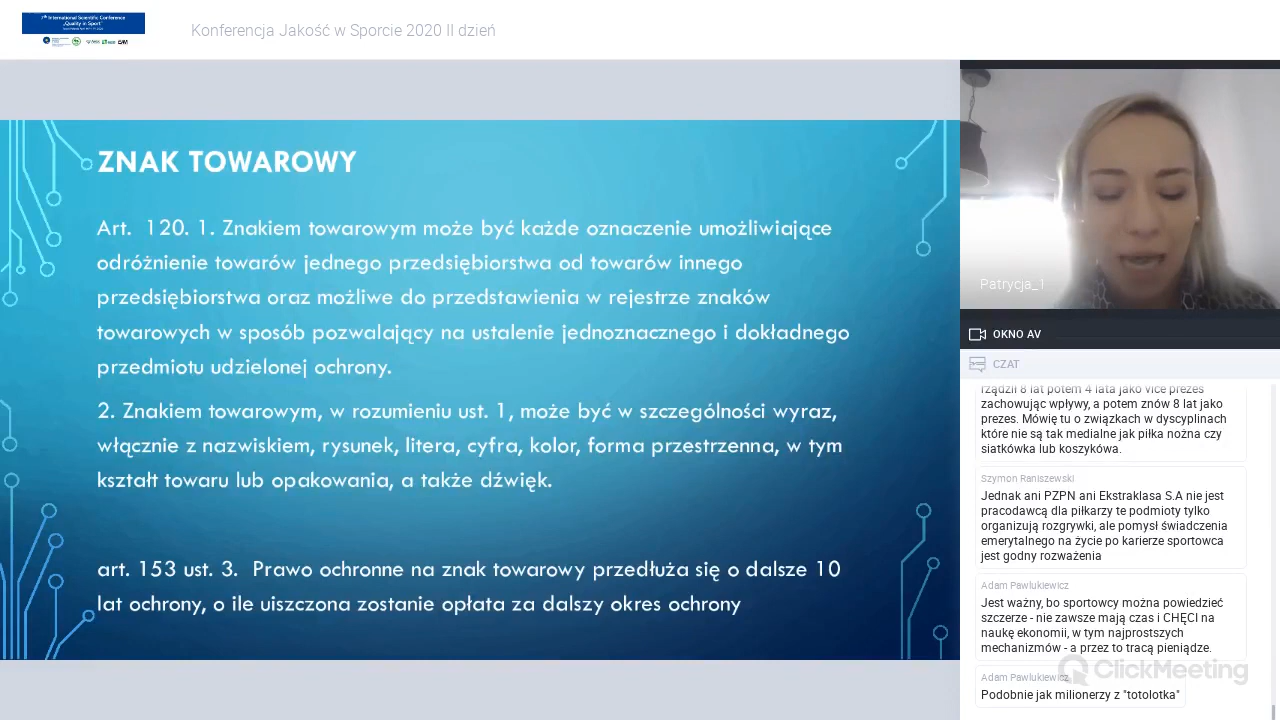 7th International Scientific Conference
„Quality in Sport"
Konferencja Jakość w Sporcie 2020 II dzień
ZNAK TOWAROWY
Art.  120. 1. Znakiem towarowym może być każde oznaczenie umożliwiające
odróżnienie towarów jednego przedsiębiorstwa od towarów innego
przedsiębiorstwa oraz możliwe do przedstawienia w rejestrze znaków
towarowych w sposób pozwalający na ustalenie jednoznacznego i dokładnego
przedmiotu udzielonej ochrony.
2. Znakiem towarowym, w rozumieniu ust. 1, może być w szczególności wyraz,
włącznie z nazwiskiem, rysunek, litera, cyfra, kolor, forma przestrzenna, w tym
kształt towaru lub opakowania, a także dźwięk.
art. 153 ust. 3.  Prawo ochronne na znak towarowy przedłuża się o dalsze 10
lat ochrony, o ile uiszczona zostanie opłata za dalszy okres ochrony
Patrycja_1
OKNO AV
CZAT
rządził 8 lat potem 4 lata jako vice prezes
zachowując wpływy, a potem znów 8 lat jako
prezes. Mówię tu o związkach w dyscyplinach
które nie są tak medialne jak piłka nożna czy
siatkówka lub koszykówa.
Szymon Raniszewski
Jednak ani PZPN ani Ekstraklasa S.A nie jest
pracodawcą dla piłkarzy te podmioty tylko
organizują rozgrywki, ale pomysł świadczenia
emerytalnego na życie po karierze sportowca
jest godny rozważenia
Adam Pawlukiewicz
Jest ważny, bo sportowcy można powiedzieć
szczerze - nie zawsze mają czas i CHĘCI na
naukę ekonomii, w tym najprostszych
mechanizmów - a przez to tracą pieniądze.
Adam Pawlukiewicz
Podobnie jak milionerzy z "totolotka"
ClickMeeting